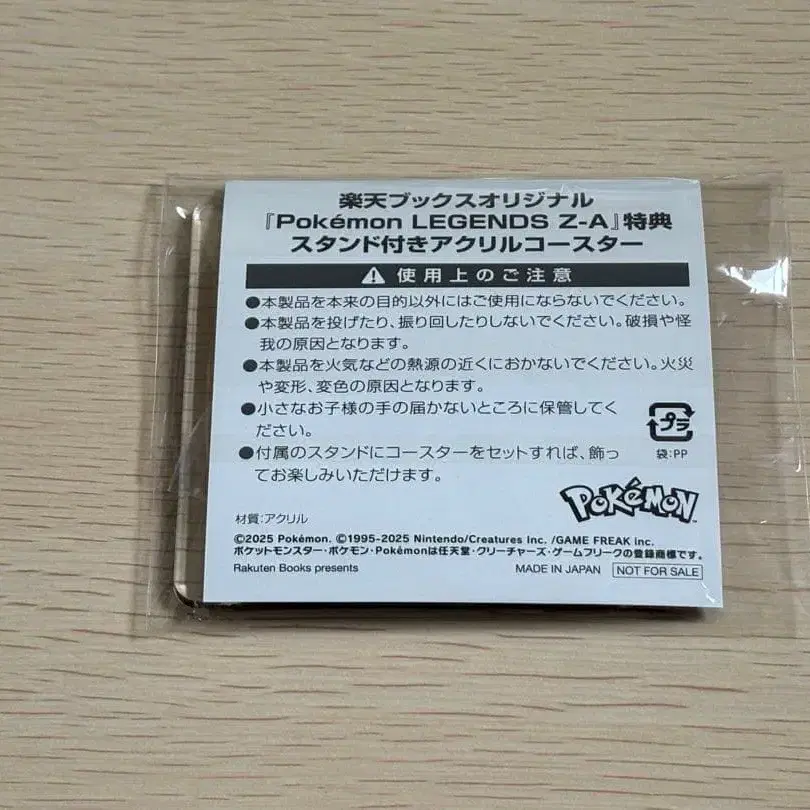 楽天ブックスオリジナル
『Pokémon LEGENDS Z-A』特典
スタンド付きアクリルコースター
使用上のご注意
●本製品を本来の目的以外にはご使用にならないでください。
●本製品を投げたり、振り回したりしないでください。破損や怪
我の原因となります。
●本製品を火気などの熱源の近くにおかないでください。火災
や変形、変色の原因となります。
●小さなお子様の手の届かないところに保管してく
ださい。
プラ
●付属のスタンドにコースターをセットすれば、飾っ
てお楽しみいただけます。
袋:PP
POKéMON
材質:アクリル
©2025 Pokémon. ©1995-2025 Nintendo/Creatures Inc. /GAME FREAK inc.
ポケットモンスター・ポケモン・Pokémonは任天堂・クリーチャーズ・ゲームフリークの登録商標です。
Rakuten Books presents
MADE IN JAPAN
NOT FOR SALE